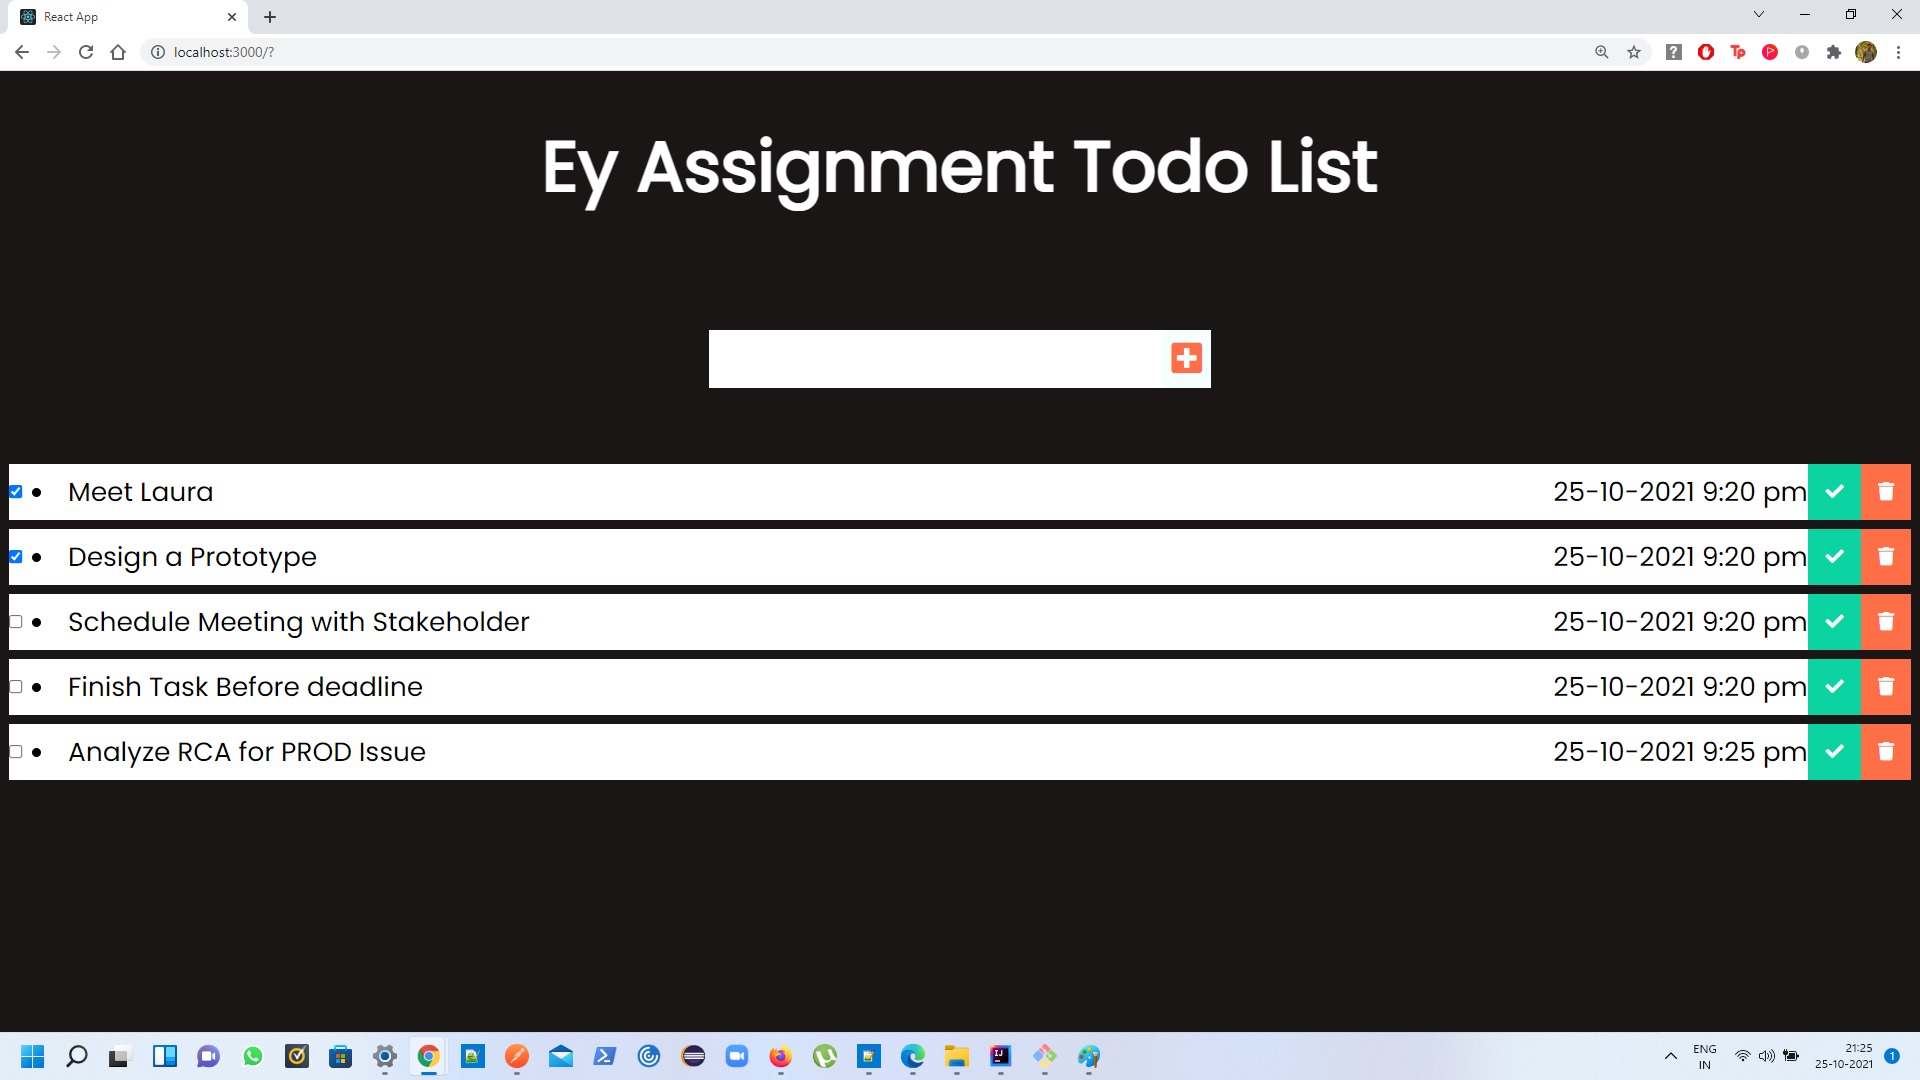 React App
localhost:3000/?
Ey Assignment Todo List
Meet Laura 25-10-2021 9:20 pm
Design a Prototype 25-10-2021 9:20 pm
Schedule Meeting with Stakeholder 25-10-2021 9:20 pm
Finish Task Before deadline 25-10-2021 9:20 pm
Analyze RCA for PROD Issue 25-10-2021 9:25 pm
ENG 21:25
IN 25-10-2021
1